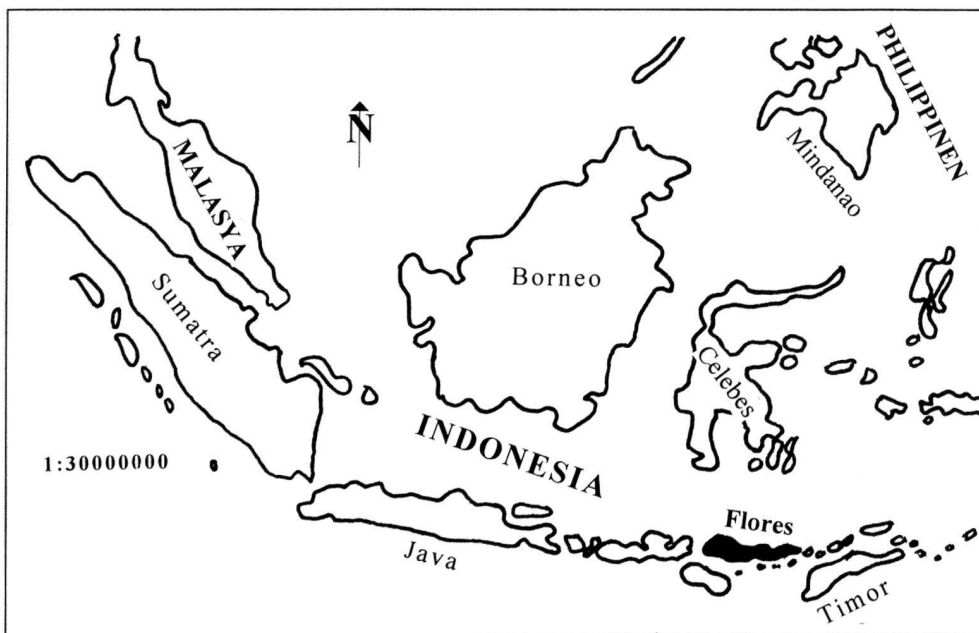 PHILIPPINEN
N
MALASYA
Mindanao
Borneo
Sumatra
Celebes
INDONESIA
1:30000000
Flores
Java
Timor